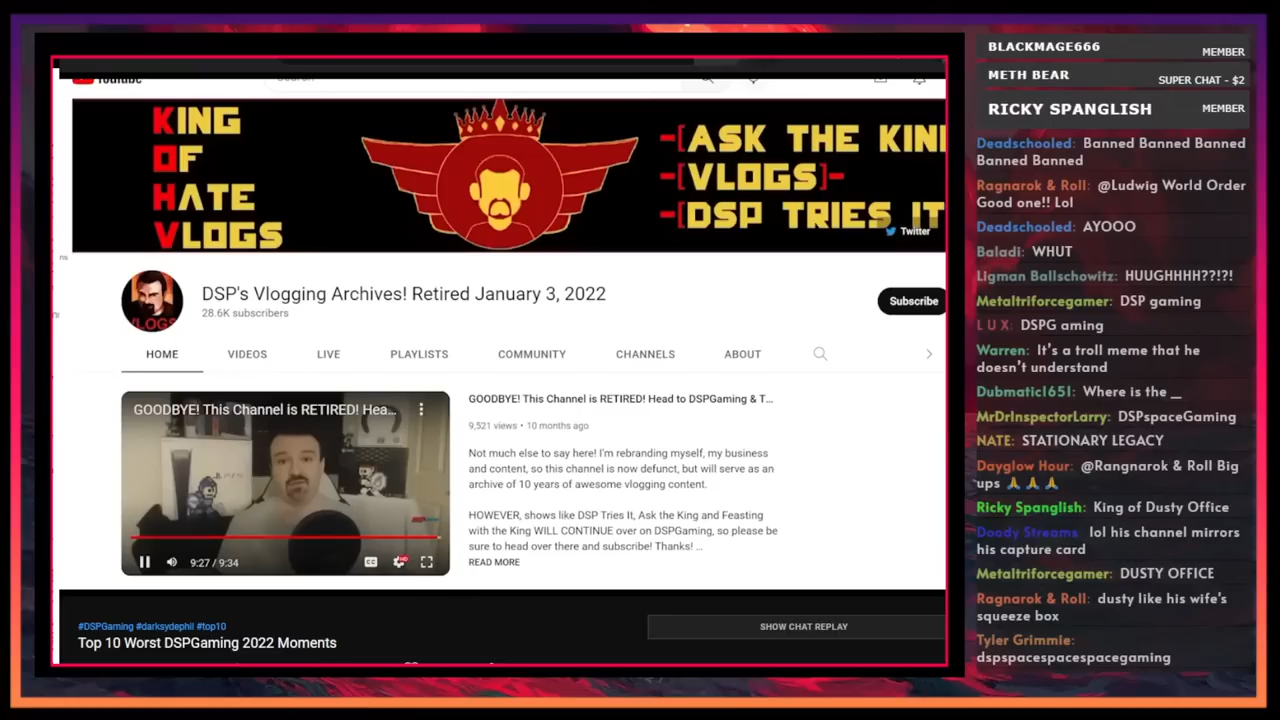 YouTube
Search
KING
OF
HATE
VLOGS
-[ASK THE KIN
-[VLOGS]-
-[DSP TRIES IT
Twitter
VLOGS
DSP's Vlogging Archives! Retired January 3, 2022
28.6K subscribers
Subscribe
HOME
VIDEOS
LIVE
PLAYLISTS
COMMUNITY
CHANNELS
ABOUT
GOODBYE! This Channel is RETIRED! Hea...
9:27 / 9:34
GOODBYE! This Channel is RETIRED! Head to DSPGaming & T...
9,521 views • 10 months ago
Not much else to say here! I'm rebranding myself, my business
and content, so this channel is now defunct, but will serve as an
archive of 10 years of awesome vlogging content.
HOWEVER, shows like DSP Tries It, Ask the King and Feasting
with the King WILL CONTINUE over on DSPGaming, so please be
sure to head over there and subscribe! Thanks! ...
READ MORE
#DSPGaming #darksydephil #top10
Top 10 Worst DSPGaming 2022 Moments
SHOW CHAT REPLAY
BLACKMAGE666 MEMBER
METH BEAR SUPER CHAT - $2
RICKY SPANGLISH MEMBER
Deadschooled: Banned Banned Banned
Banned Banned
Ragnarok & Roll: @Ludwig World Order
Good one!! Lol
Deadschooled: AYOOO
Baladi: WHUT
Ligman Ballschowitz: HUUGHHHH??!?!
Metaltriforcegamer: DSP gaming
L U X: DSPG aming
Warren: It's a troll meme that he
doesn't understand
Dubmatic1651: Where is the _
MrDrInspectorLarry: DSPspaceGaming
NATE: STATIONARY LEGACY
Dayglow Hour: @Rangnarok & Roll Big
ups 🙏 🙏 🙏
Ricky Spanglish: King of Dusty Office
Doody Streams: lol his channel mirrors
his capture card
Metaltriforcegamer: DUSTY OFFICE
Ragnarok & Roll: dusty like his wife's
squeeze box
Tyler Grimmie:
dspspacespacespacegaming